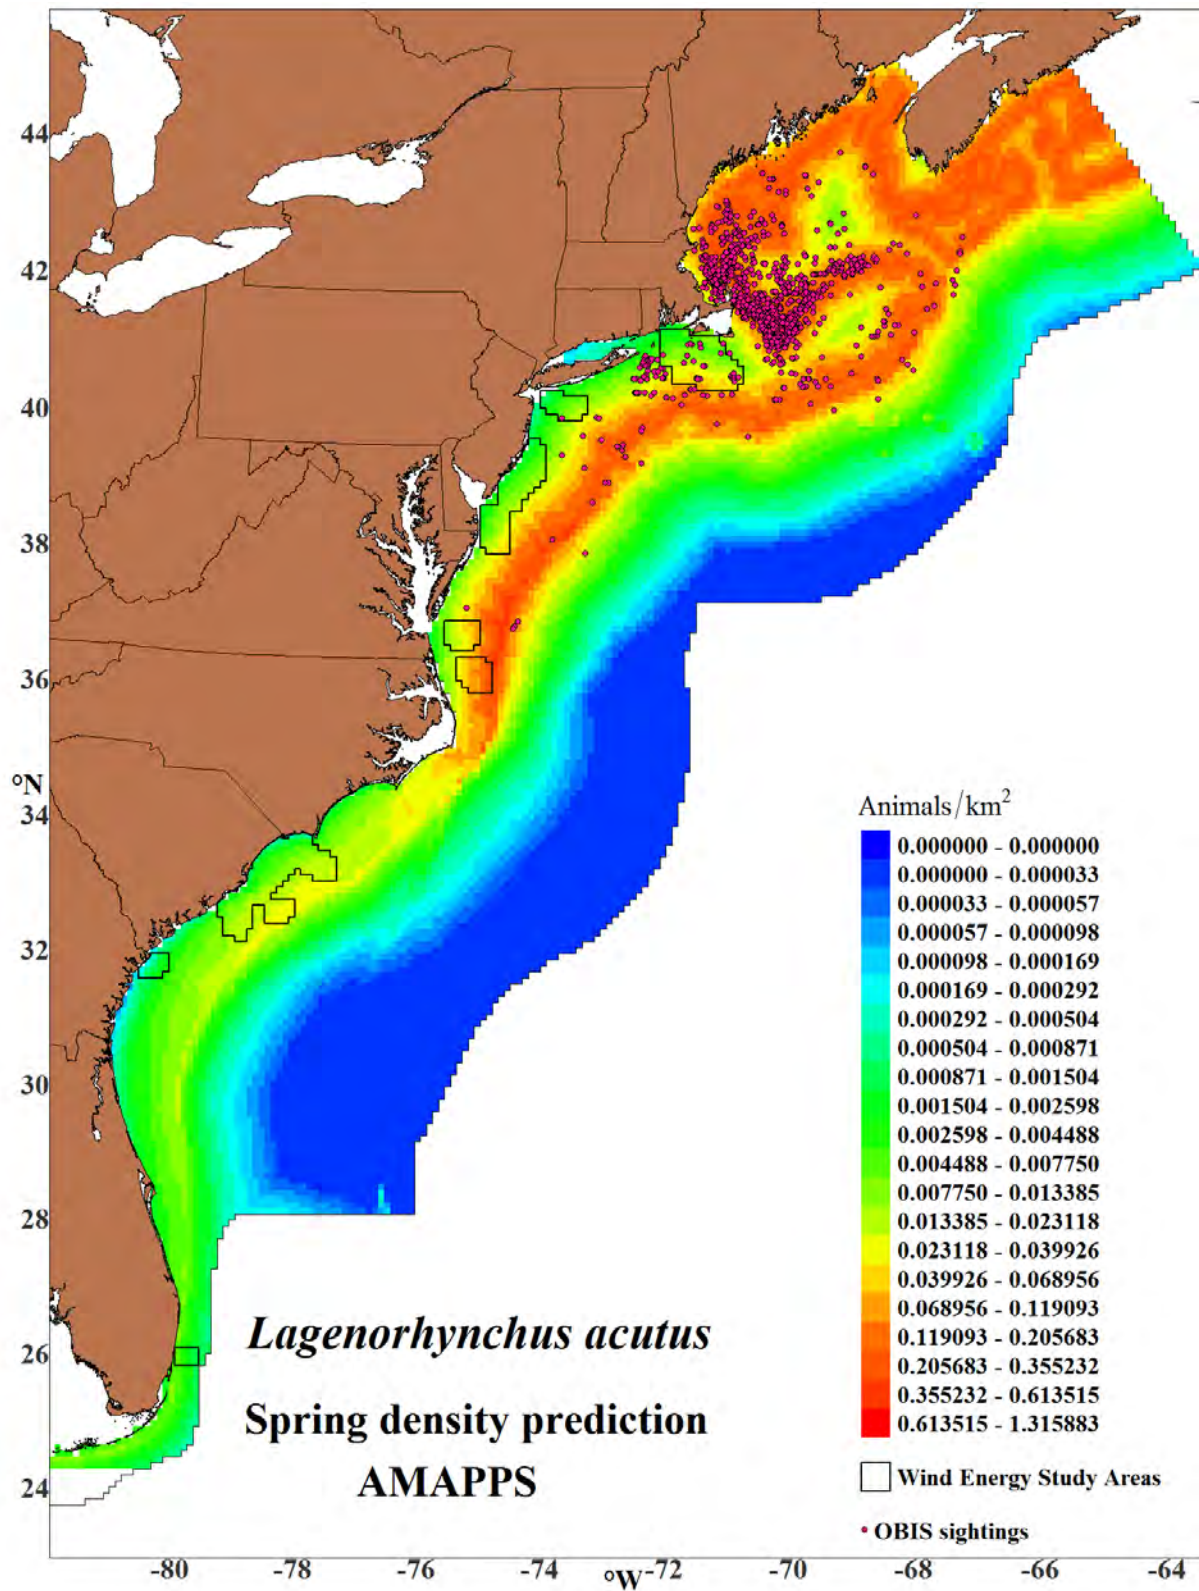 44
42
40
38
36
°N
34
32
30
28
26
24
Animals/km²
0.000000 - 0.000000
0.000000 - 0.000033
0.000033 - 0.000057
0.000057 - 0.000098
0.000098 - 0.000169
0.000169 - 0.000292
0.000292 - 0.000504
0.000504 - 0.000871
0.000871 - 0.001504
0.001504 - 0.002598
0.002598 - 0.004488
0.004488 - 0.007750
0.007750 - 0.013385
0.013385 - 0.023118
0.023118 - 0.039926
0.039926 - 0.068956
0.068956 - 0.119093
0.119093 - 0.205683
0.205683 - 0.355232
0.355232 - 0.613515
0.613515 - 1.315883
Wind Energy Study Areas
OBIS sightings
Lagenorhynchus acutus
Spring density prediction
AMAPPS
-80 -78 -76 -74 -72 -70 -68 -66 -64
°W